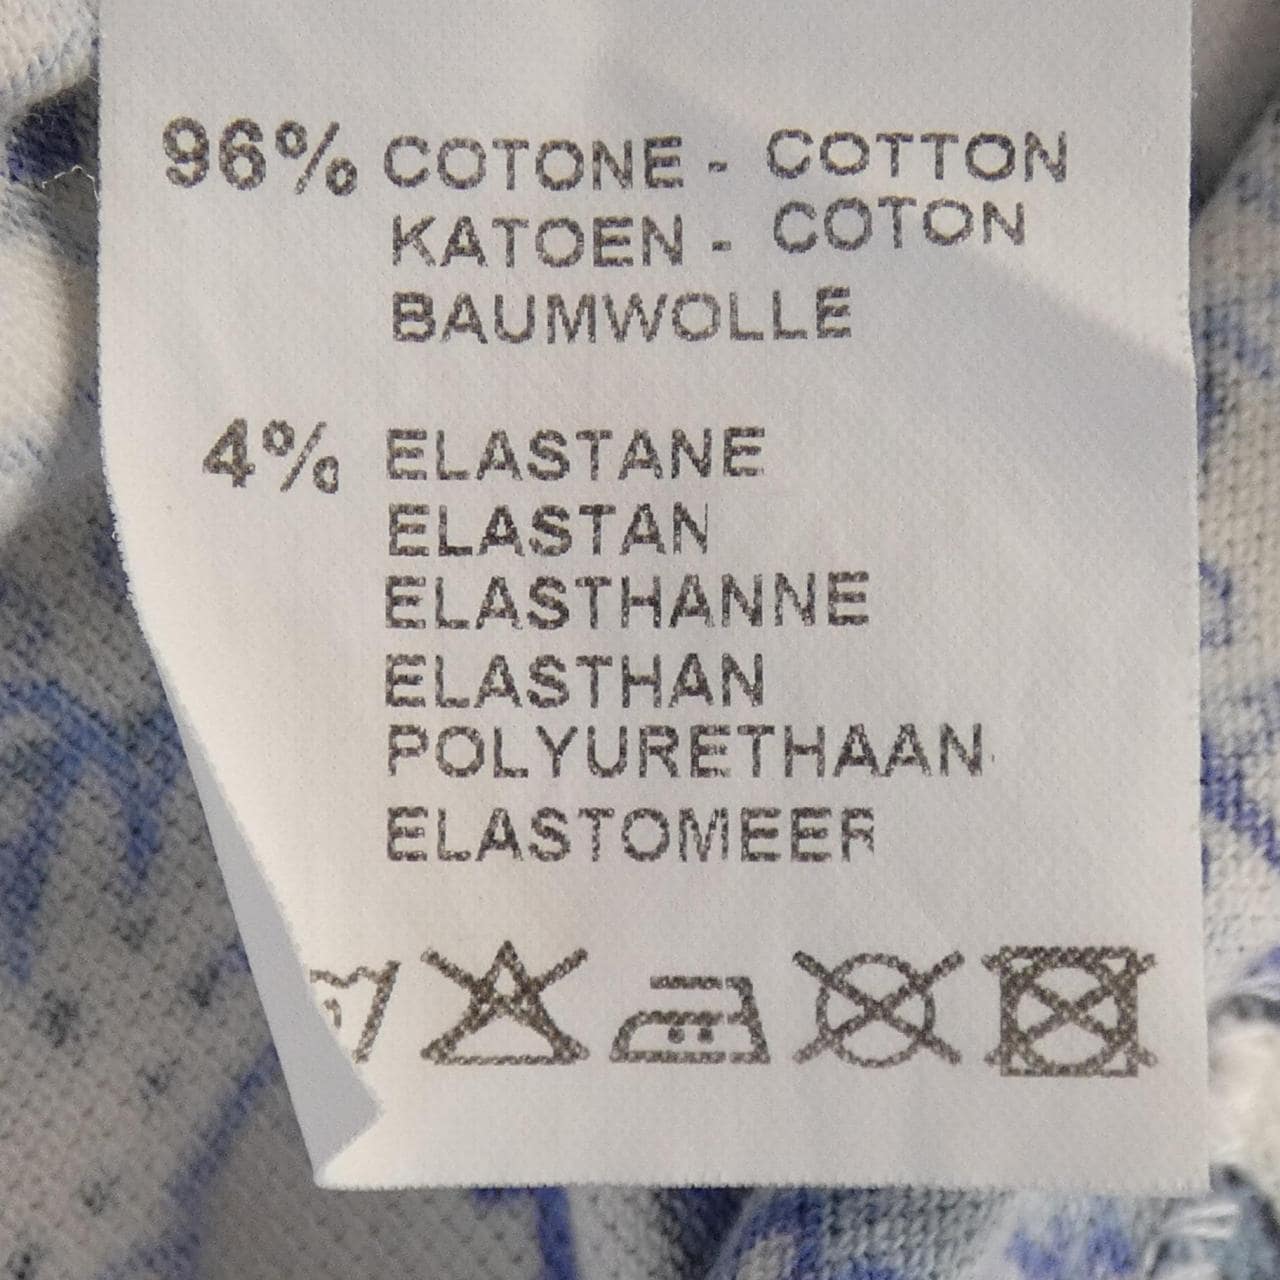 96% COTONE - COTTON
KATOEN - COTON
BAUMWOLLE
4% ELASTANE
ELASTAN
ELASTHANNE
ELASTHAN
POLYURETHAAN
ELASTOMEER